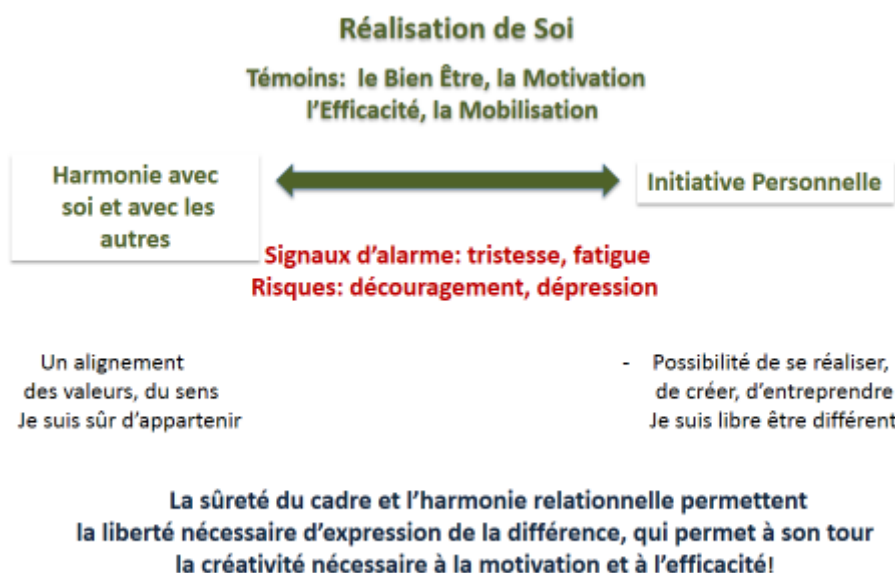 Réalisation de Soi
Témoins: le Bien Être, la Motivation
l'Efficacité, la Mobilisation
Harmonie avec
soi et avec les
autres
Initiative Personnelle
Signaux d'alarme: tristesse, fatigue
Risques: découragement, dépression
Un alignement
des valeurs, du sens
Je suis sûr d'appartenir
- Possibilité de se réaliser,
de créer, d'entreprendre
Je suis libre être différent
La sûreté du cadre et l'harmonie relationnelle permettent
la liberté nécessaire d'expression de la différence, qui permet à son tour
la créativité nécessaire à la motivation et à l'efficacité!